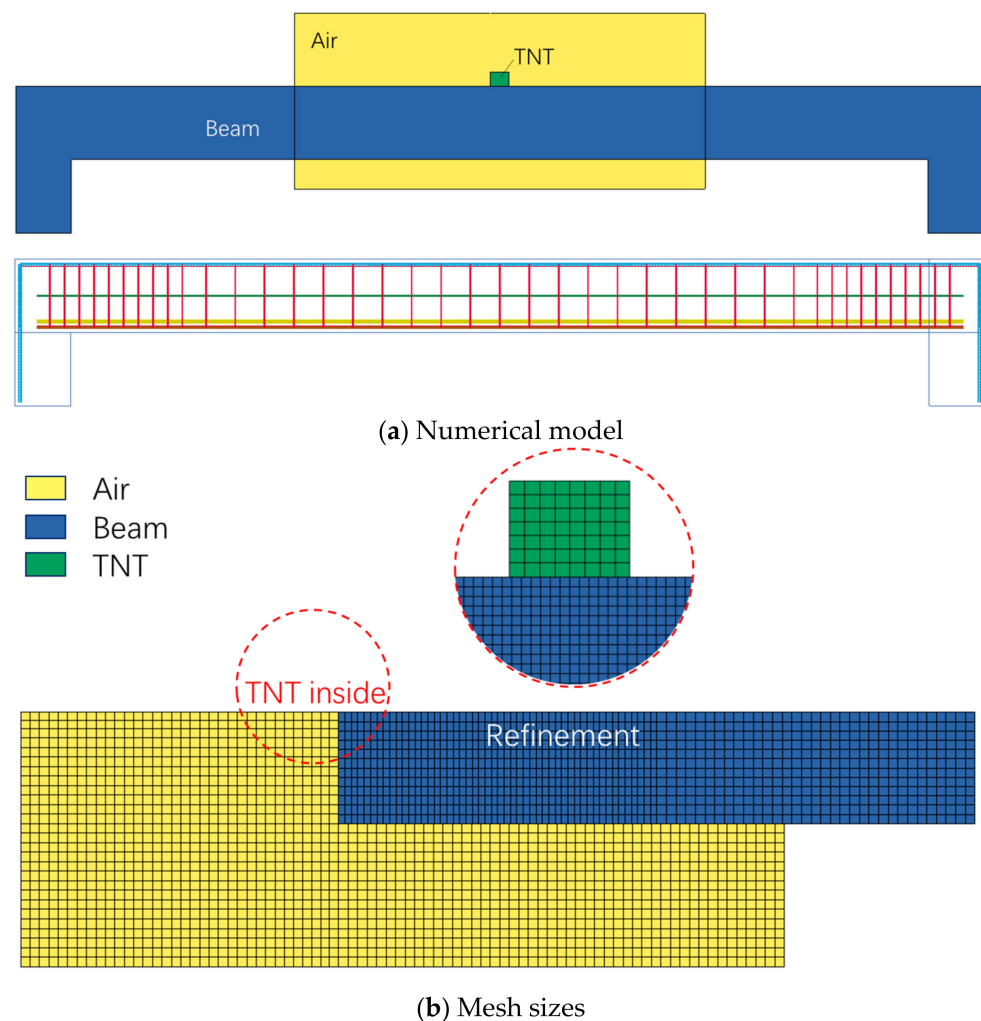 Air
TNT
Beam
(a) Numerical model
Air
Beam
TNT
TNT inside
Refinement
(b) Mesh sizes